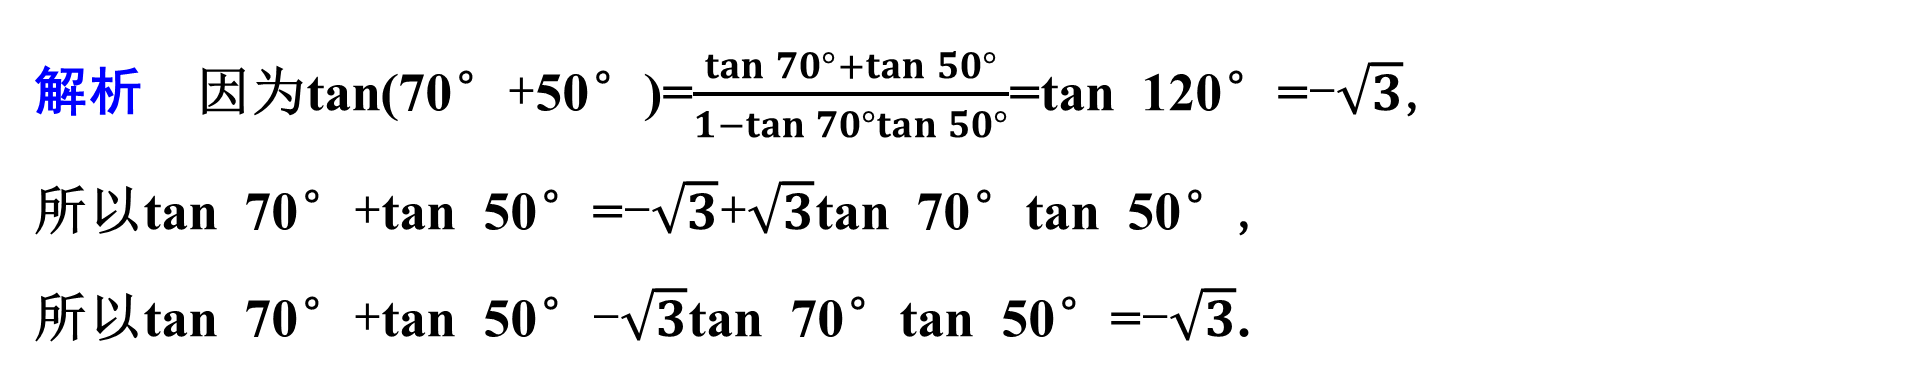 解析 因为tan(70°+50°)=\frac{tan 70°+tan 50°}{1-tan 70°tan 50°}=tan 120°=-√3,
所以tan 70°+tan 50°=-√3+√3tan 70°tan 50°,
所以tan 70°+tan 50°-√3tan 70°tan 50°=-√3.